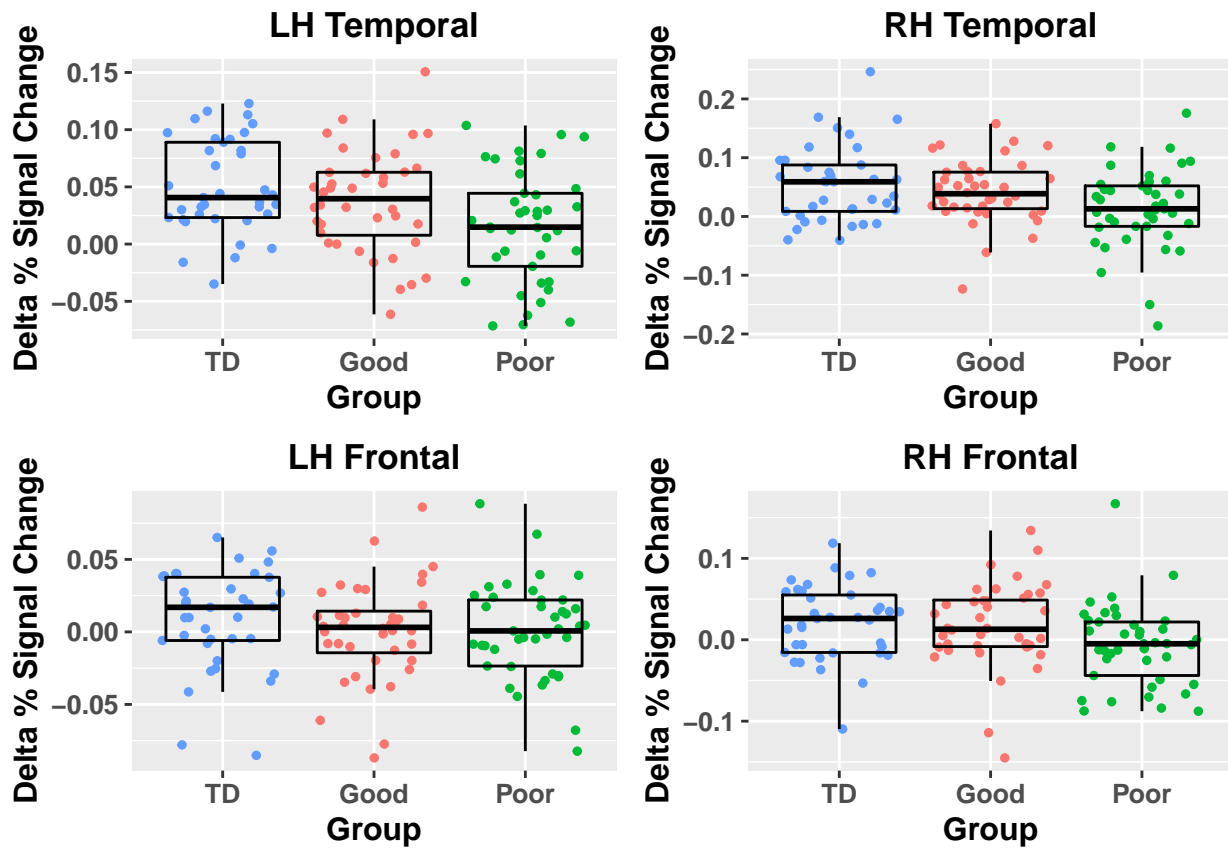 LH Temporal
Delta % Signal Change
0.15
0.10
0.05
0.00
−0.05
TD Good Poor
Group
RH Temporal
Delta % Signal Change
0.2
0.1
0.0
−0.1
−0.2
TD Good Poor
Group
LH Frontal
Delta % Signal Change
0.05
0.00
−0.05
TD Good Poor
Group
RH Frontal
Delta % Signal Change
0.1
0.0
−0.1
TD Good Poor
Group